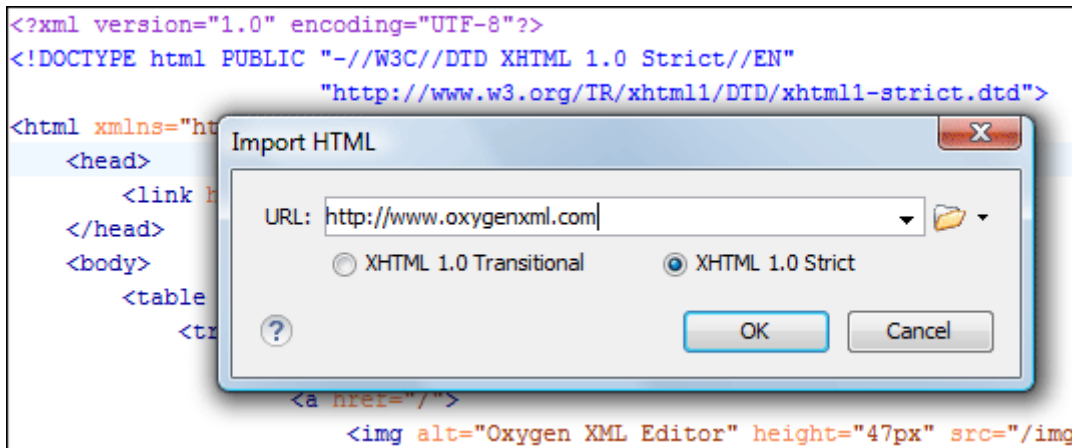 <?xml version="1.0" encoding="UTF-8"?>
<!DOCTYPE html PUBLIC "-//W3C//DTD XHTML 1.0 Strict//EN"
"http://www.w3.org/TR/xhtml1/DTD/xhtml1-strict.dtd">
<html xmlns="ht
<head>
<link h
</head>
<body>
<table
<tr
<a href="/">
<img alt="Oxygen XML Editor" height="47px" src="/img
Import HTML
URL: http://www.oxygenxml.com
XHTML 1.0 Transitional XHTML 1.0 Strict
? OK Cancel